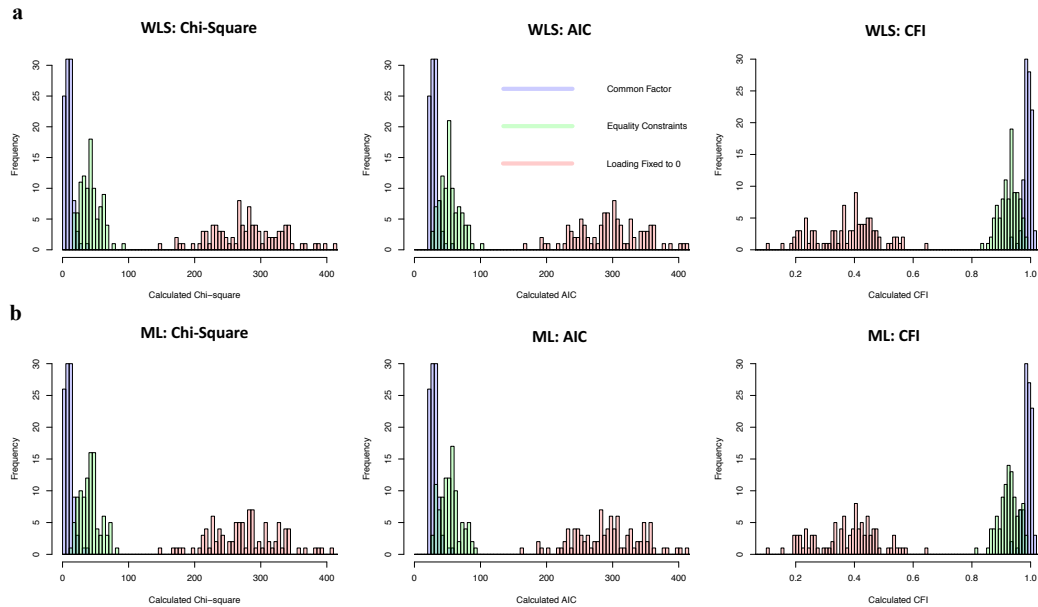 a
WLS: Chi-Square
WLS: AIC
WLS: CFI
Frequency
0 5 10 15 20 25 30
0 100 200 300 400
Calculated Chi−square
Frequency
0 5 10 15 20 25 30
Common Factor
Equality Constraints
Loading Fixed to 0
0 100 200 300 400
Calculated AIC
Frequency
0 5 10 15 20 25 30
0.2 0.4 0.6 0.8 1.0
Calculated CFI
b
ML: Chi-Square
ML: AIC
ML: CFI
Frequency
0 5 10 15 20 25 30
0 100 200 300 400
Calculated Chi−square
Frequency
0 5 10 15 20 25 30
0 100 200 300 400
Calculated AIC
Frequency
0 5 10 15 20 25 30
0.2 0.4 0.6 0.8 1.0
Calculated CFI